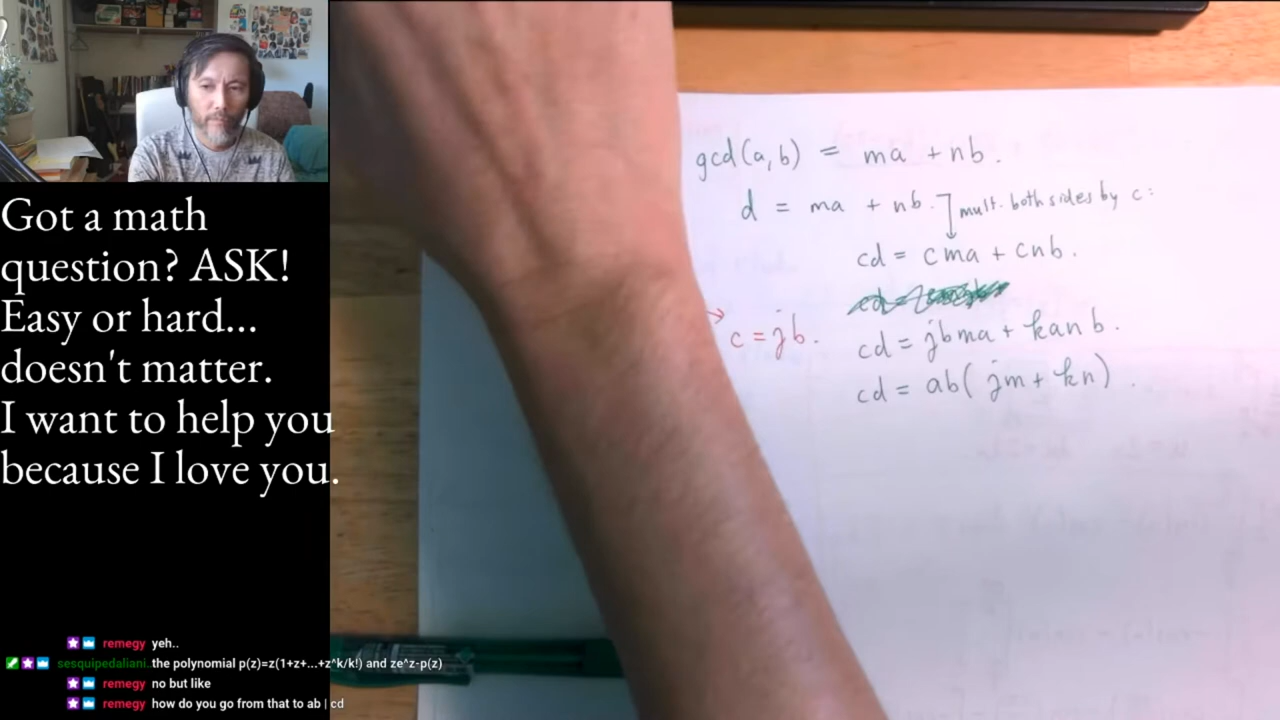 Got a math
question? ASK!
Easy or hard...
doesn't matter.
I want to help you
because I love you.
remegy yeh..
sesquipedaliani.. the polynomial p(z)=z(1+z+...+z^k/k!) and ze^z-p(z)
remegy no but like
remegy how do you go from that to ab | cd
gcd(a,b) = ma + nb.
d = ma + nb. mult. both sides by c:
cd = cma + cnb.
→ c = jb.
cd = jbma + kanb.
cd = ab(jm + kn).